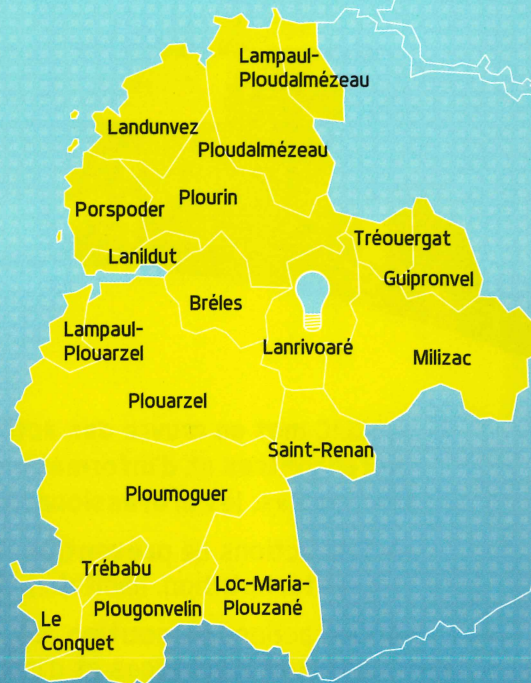 Lampaul-
Ploudalmézeau
Landunvez
Ploudalmézeau
Plourin
Porspoder
Tréouergat
Lanildut
Guipronvel
Bréles
Lampaul-
Plouarzel
Lanrivoaré
Milizac
Plouarzel
Saint-Renan
Ploumoguer
Trébabu
Loc-Maria-
Plouzané
Plougonvelin
Le
Conquet